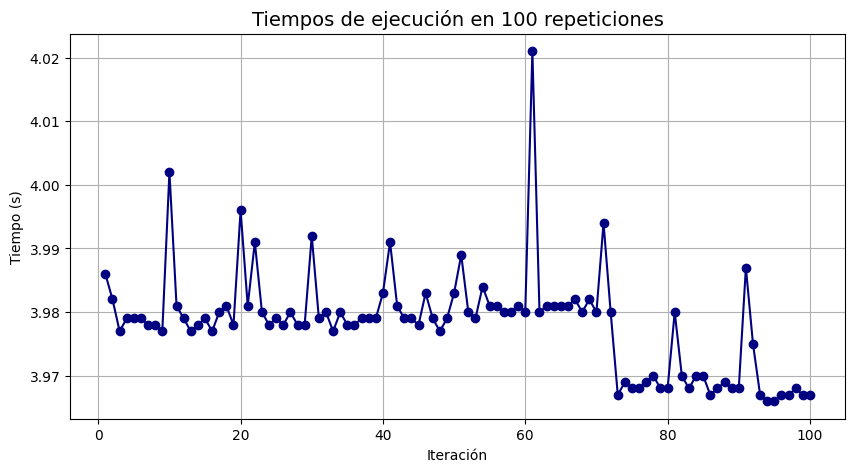 Tiempos de ejecución en 100 repeticiones
4.02
4.01
4.00
3.99
3.98
3.97
Tiempo (s)
0 20 40 60 80 100
Iteración